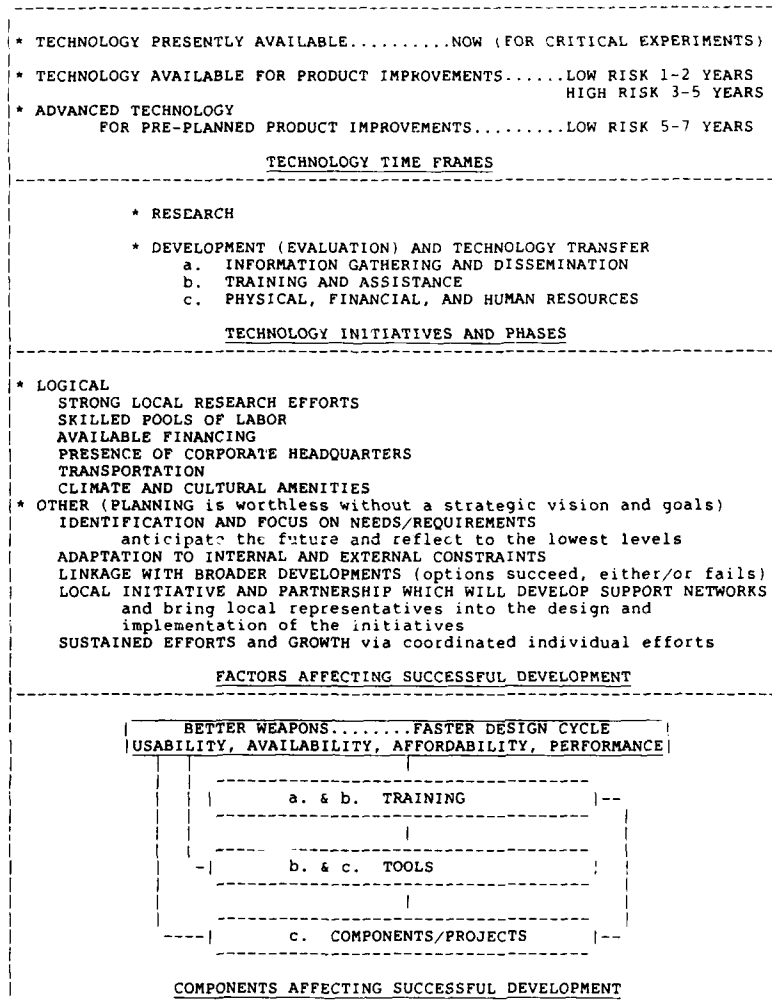 * TECHNOLOGY PRESENTLY AVAILABLE..........NOW (FOR CRITICAL EXPERIMENTS)
* TECHNOLOGY AVAILABLE FOR PRODUCT IMPROVEMENTS......LOW RISK 1-2 YEARS
HIGH RISK 3-5 YEARS
* ADVANCED TECHNOLOGY
FOR PRE-PLANNED PRODUCT IMPROVEMENTS.........LOW RISK 5-7 YEARS
TECHNOLOGY TIME FRAMES
* RESEARCH
* DEVELOPMENT (EVALUATION) AND TECHNOLOGY TRANSFER
a. INFORMATION GATHERING AND DISSEMINATION
b. TRAINING AND ASSISTANCE
c. PHYSICAL, FINANCIAL, AND HUMAN RESOURCES
TECHNOLOGY INITIATIVES AND PHASES
* LOGICAL
STRONG LOCAL RESEARCH EFFORTS
SKILLED POOLS OF LABOR
AVAILABLE FINANCING
PRESENCE OF CORPORATE HEADQUARTERS
TRANSPORTATION
CLIMATE AND CULTURAL AMENITIES
* OTHER (PLANNING is worthless without a strategic vision and goals)
IDENTIFICATION AND FOCUS ON NEEDS/REQUIREMENTS
anticipate the future and reflect to the lowest levels
ADAPTATION TO INTERNAL AND EXTERNAL CONSTRAINTS
LINKAGE WITH BROADER DEVELOPMENTS (options succeed, either/or fails)
LOCAL INITIATIVE AND PARTNERSHIP WHICH WILL DEVELOP SUPPORT NETWORKS
and bring local representatives into the design and
implementation of the initiatives
SUSTAINED EFFORTS and GROWTH via coordinated individual efforts
FACTORS AFFECTING SUCCESSFUL DEVELOPMENT
BETTER WEAPONS........FASTER DESIGN CYCLE
USABILITY, AVAILABILITY, AFFORDABILITY, PERFORMANCE
a. & b. TRAINING
b. & c. TOOLS
c. COMPONENTS/PROJECTS
COMPONENTS AFFECTING SUCCESSFUL DEVELOPMENT